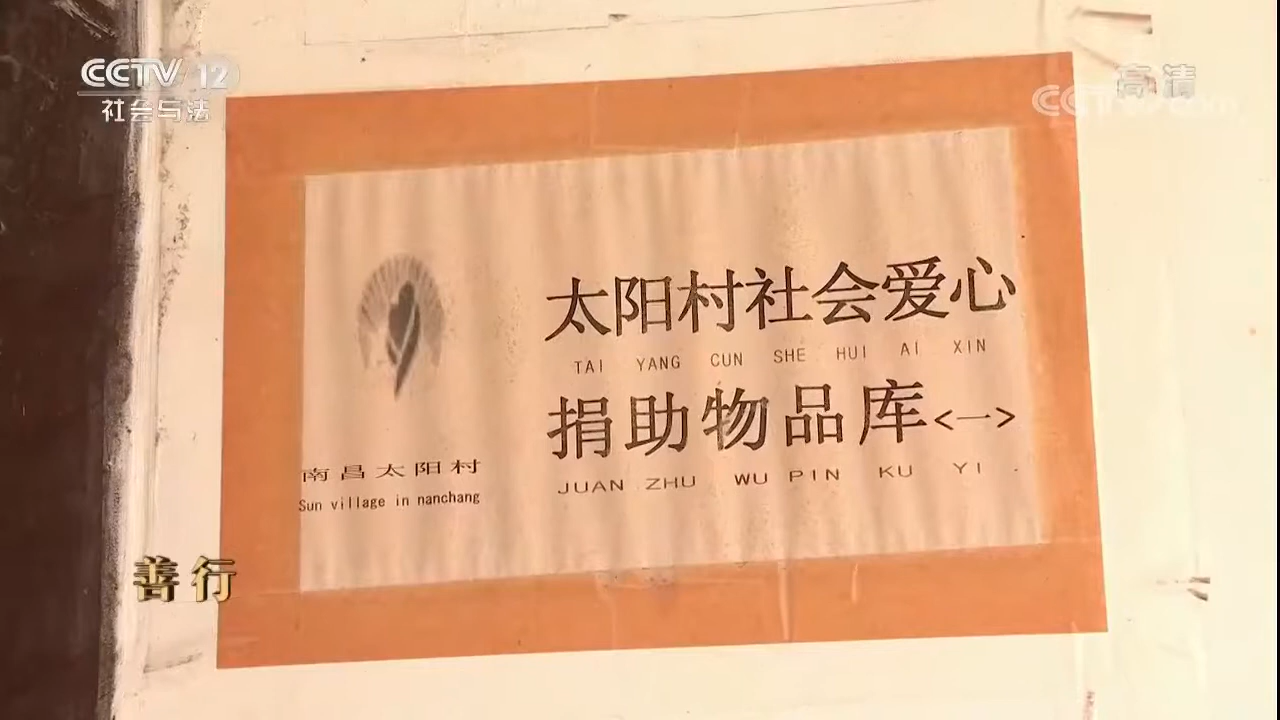 CCTV 12
社会与法
高清
太阳村社会爱心
TAI YANG CUN SHE HUI AI XIN
捐助物品库<一>
JUAN ZHU WU PIN KU YI
南昌太阳村
Sun village in nanchang
善行